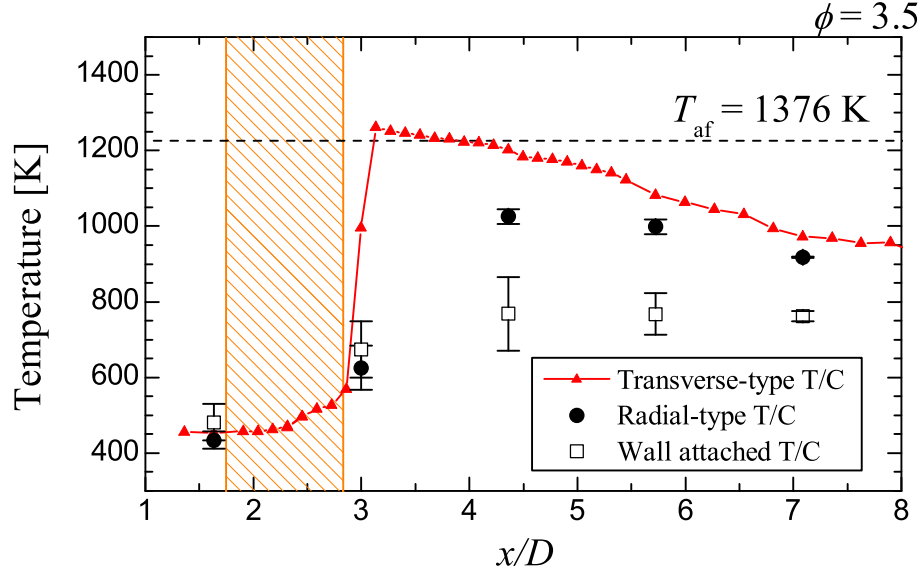 ϕ = 3.5
1400
1200
1000
800
600
400
Temperature [K]
T_af = 1376 K
Transverse-type T/C
Radial-type T/C
Wall attached T/C
1 2 3 4 5 6 7 8
x/D